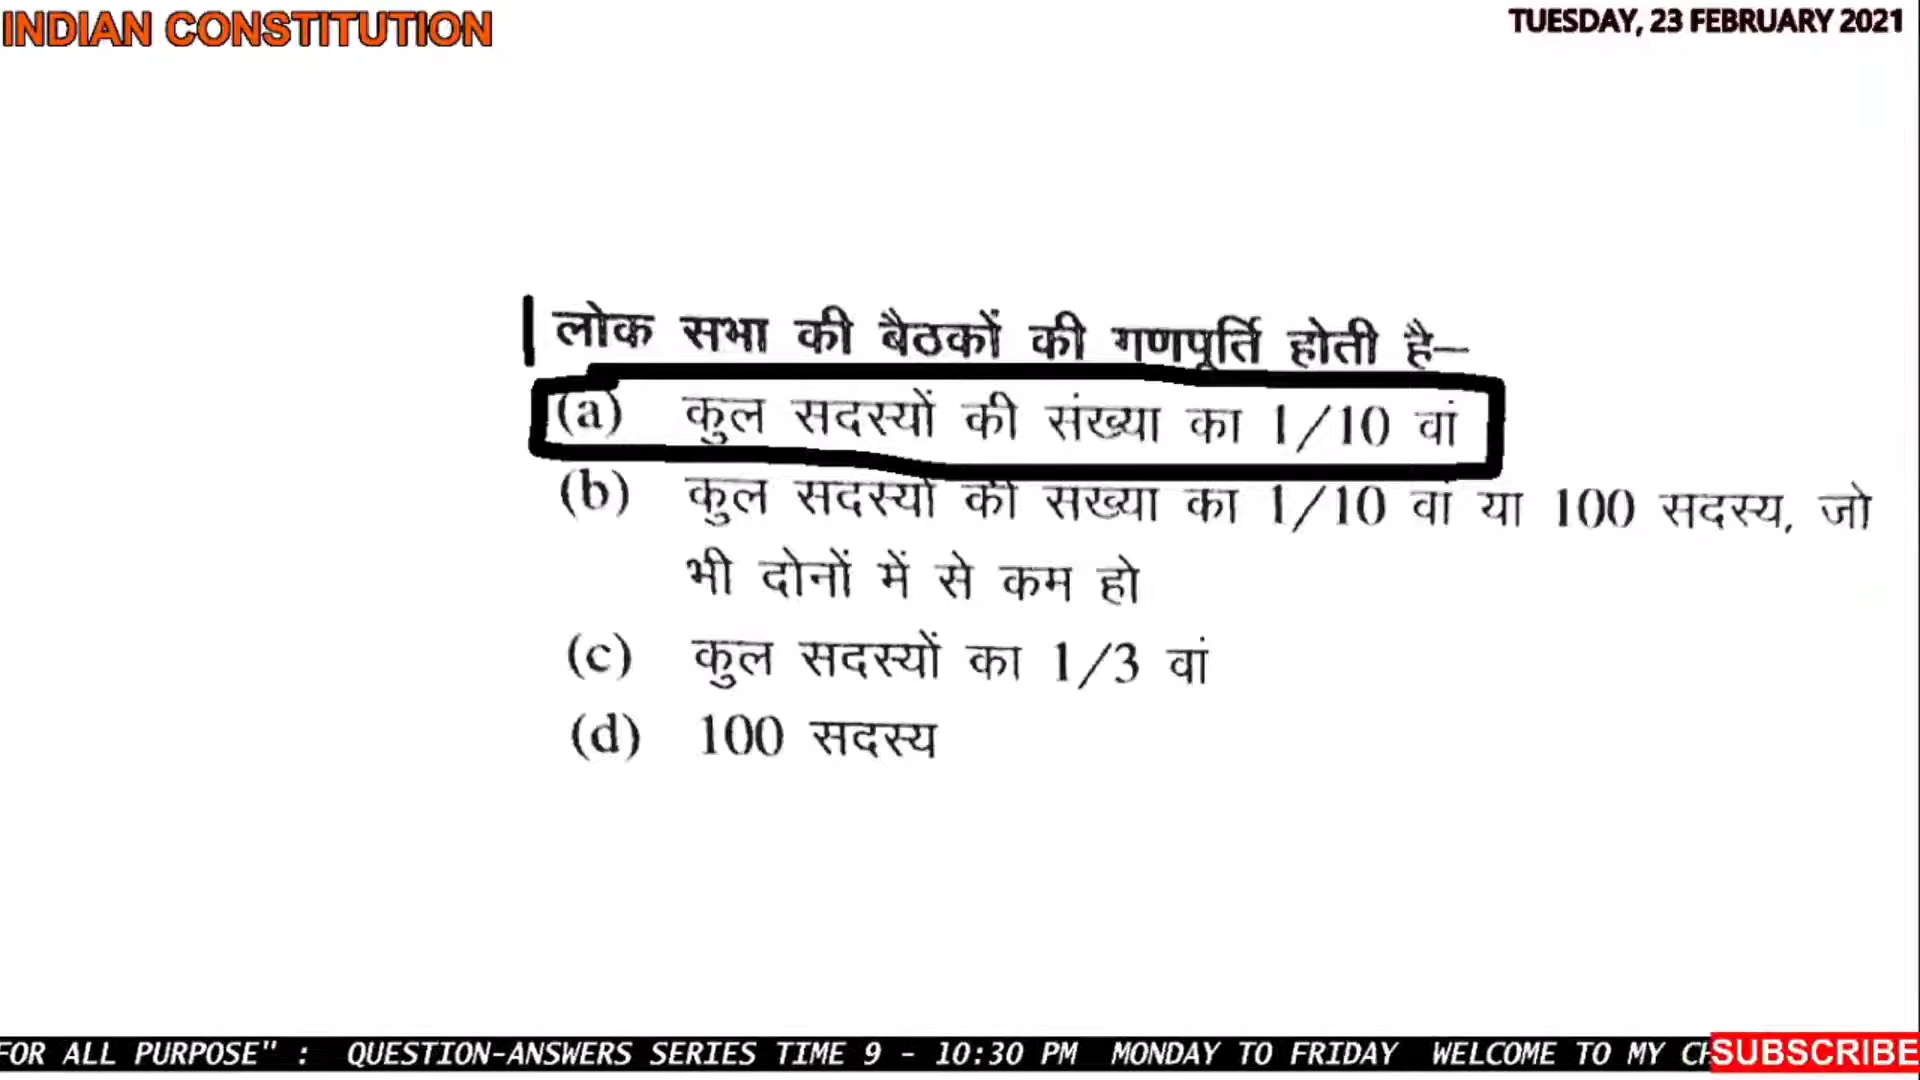 INDIAN CONSTITUTION
TUESDAY, 23 FEBRUARY 2021
लोक सभा की बैठकों की गणपूर्ति होती है–
(a) कुल सदस्यों की संख्या का 1/10 वां
(b) कुल सदस्यों की संख्या का 1/10 वां या 100 सदस्य, जो
भी दोनों में से कम हो
(c) कुल सदस्यों का 1/3 वां
(d) 100 सदस्य
FOR ALL PURPOSE" : QUESTION-ANSWERS SERIES TIME 9 - 10:30 PM MONDAY TO FRIDAY WELCOME TO MY CH
SUBSCRIBE